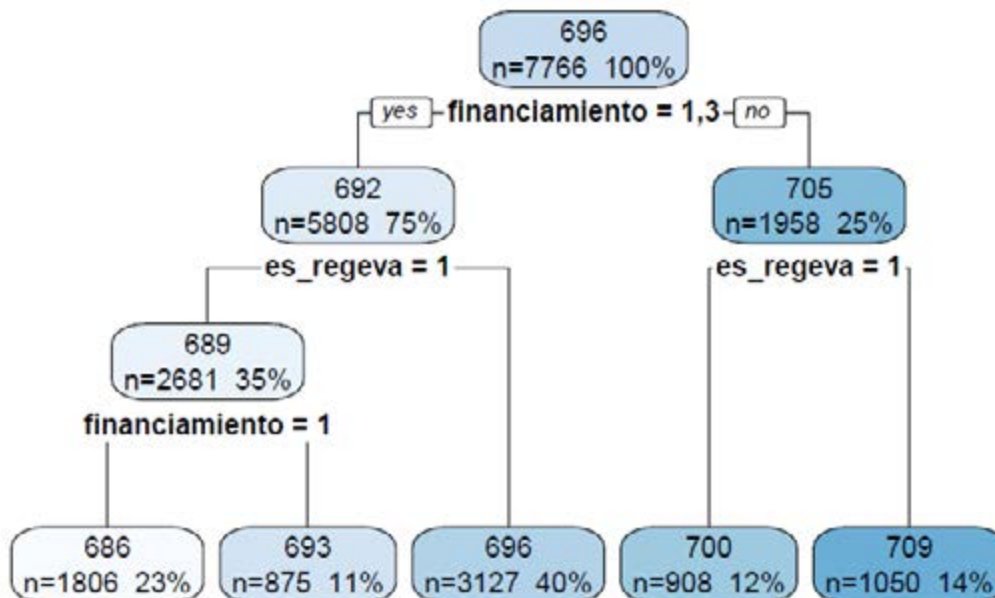 696
n=7766 100%
yes financiamiento = 1,3 no
692
n=5808 75%
705
n=1958 25%
es_regeva = 1
es_regeva = 1
689
n=2681 35%
financiamiento = 1
686
n=1806 23%
693
n=875 11%
696
n=3127 40%
700
n=908 12%
709
n=1050 14%